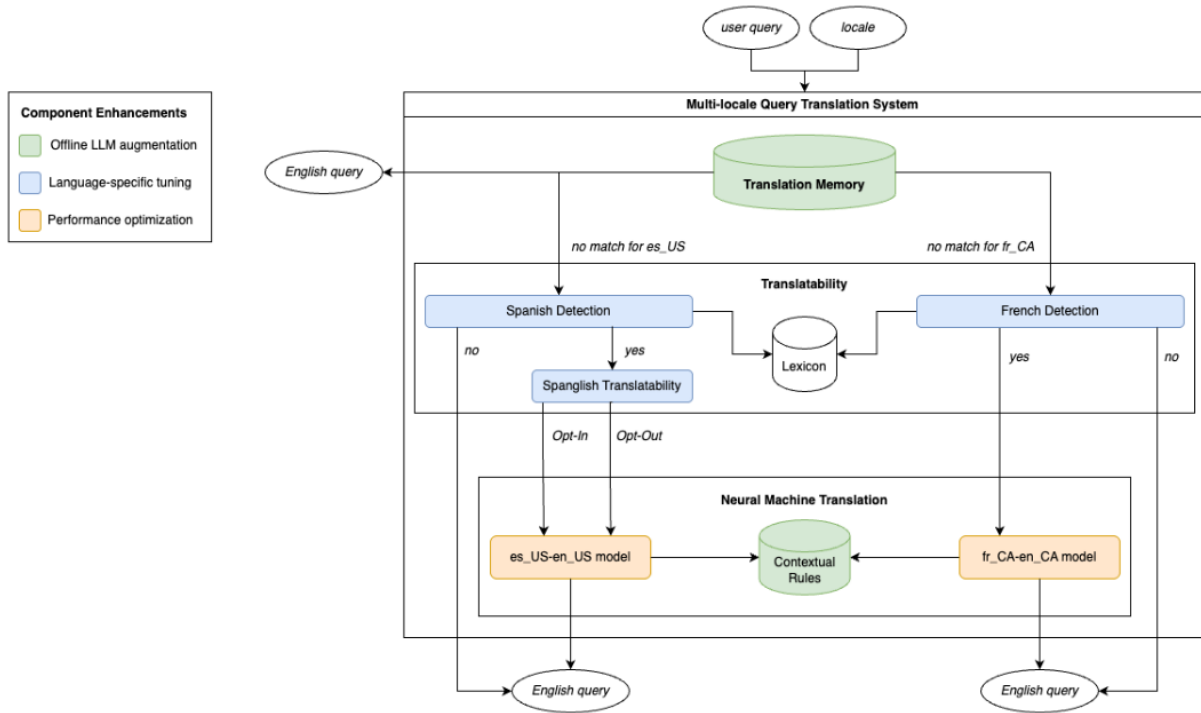 user query
locale
Component Enhancements
Offline LLM augmentation
Language-specific tuning
Performance optimization
Multi-locale Query Translation System
English query
Translation Memory
no match for es_US
no match for fr_CA
Translatability
Spanish Detection
French Detection
no
yes
Lexicon
yes
no
Spanglish Translatability
Opt-In
Opt-Out
Neural Machine Translation
es_US-en_US model
Contextual
Rules
fr_CA-en_CA model
English query
English query